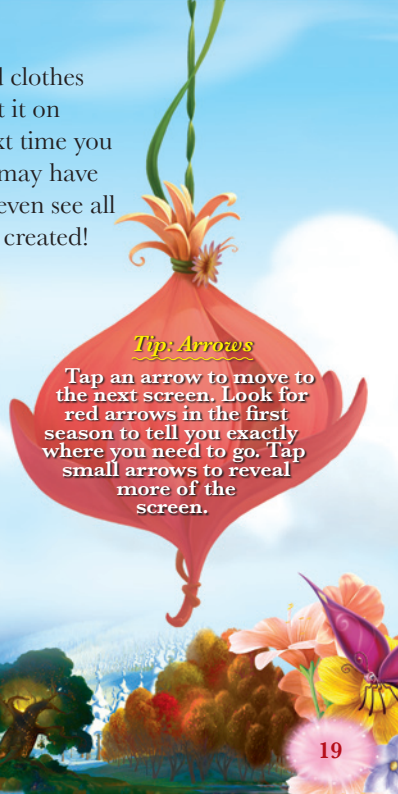 l clothes
t it on
xt time you
may have
even see all
created!
Tip: Arrows
Tap an arrow to move to
the next screen. Look for
red arrows in the first
season to tell you exactly
where you need to go. Tap
small arrows to reveal
more of the
screen.
19